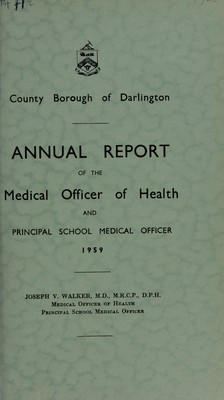 County Borough of Darlington
ANNUAL REPORT
OF THE
Medical Officer of Health
AND
PRINCIPAL SCHOOL MEDICAL OFFICER
1959
JOSEPH V. WALKER, M.D., M.R.C.P., D.P.H.
MEDICAL OFFICER OF HEALTH
PRINCIPAL SCHOOL MEDICAL OFFICER